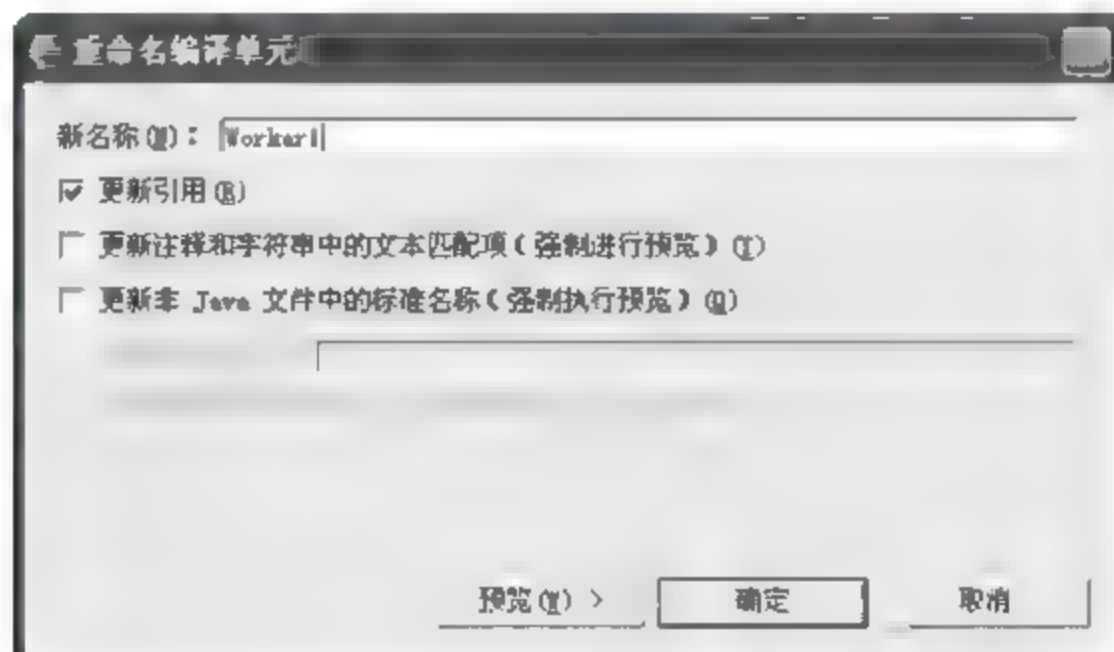 重命名编译单元
新名称(M): Worker1
更新引用(R)
更新注释和字符串中的文本匹配项(强制进行预览)(T)
更新非 Java 文件中的标准名称(强制执行预览)(Q)
预览(W) >
确定
取消